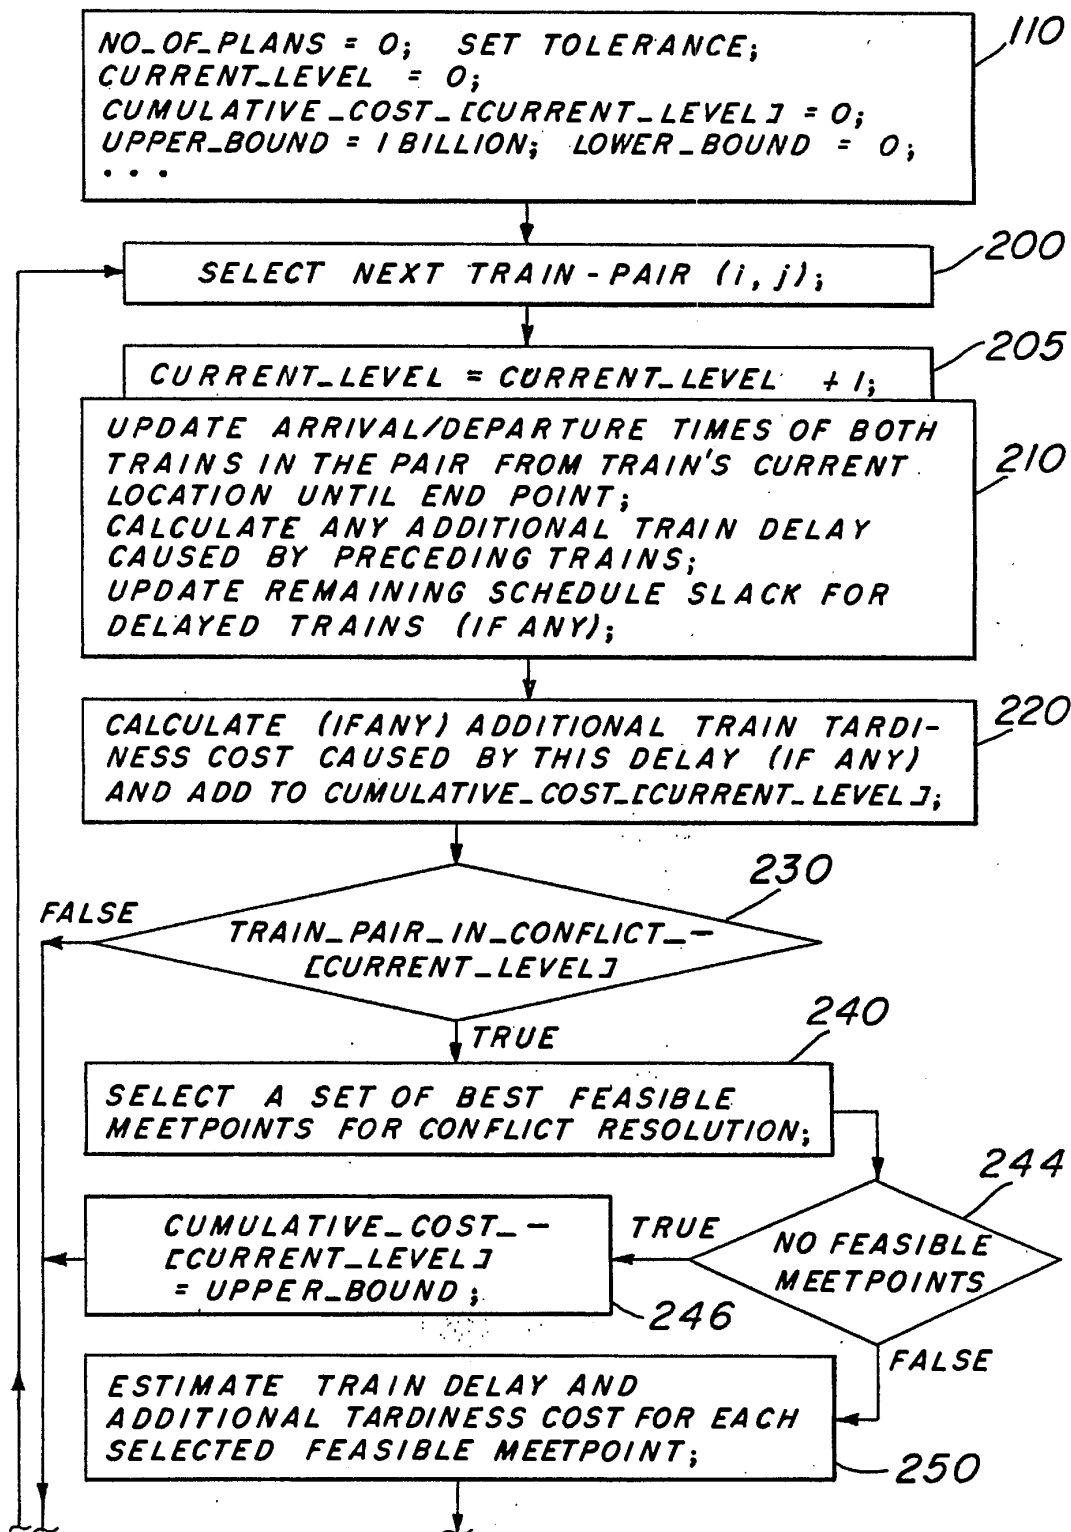 NO_OF_PLANS = 0; SET TOLERANCE;
CURRENT_LEVEL = 0;
CUMULATIVE_COST_[CURRENT_LEVEL] = 0;
UPPER_BOUND = 1 BILLION; LOWER_BOUND = 0;
...
110
SELECT NEXT TRAIN-PAIR (i, j);
200
CURRENT_LEVEL = CURRENT_LEVEL + 1;
205
UPDATE ARRIVAL/DEPARTURE TIMES OF BOTH
TRAINS IN THE PAIR FROM TRAIN'S CURRENT
LOCATION UNTIL END POINT;
CALCULATE ANY ADDITIONAL TRAIN DELAY
CAUSED BY PRECEDING TRAINS;
UPDATE REMAINING SCHEDULE SLACK FOR
DELAYED TRAINS (IF ANY);
210
CALCULATE (IFANY) ADDITIONAL TRAIN TARDI-
NESS COST CAUSED BY THIS DELAY (IF ANY)
AND ADD TO CUMULATIVE_COST_[CURRENT_LEVEL];
220
230
FALSE
TRAIN_PAIR_IN_CONFLICT_-
[CURRENT_LEVEL]
TRUE
240
SELECT A SET OF BEST FEASIBLE
MEETPOINTS FOR CONFLICT RESOLUTION;
244
NO FEASIBLE
MEETPOINTS
TRUE
CUMULATIVE_COST_-
[CURRENT_LEVEL]
= UPPER_BOUND;
246
FALSE
ESTIMATE TRAIN DELAY AND
ADDITIONAL TARDINESS COST FOR EACH
SELECTED FEASIBLE MEETPOINT;
250